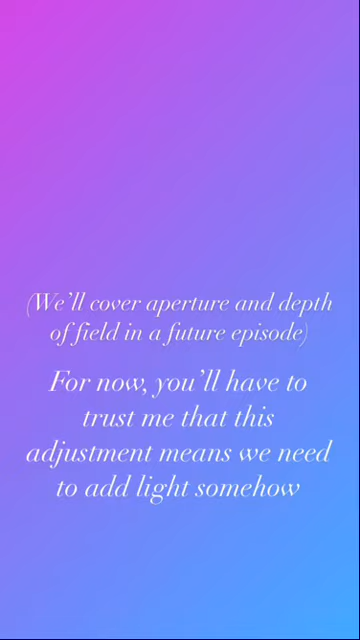 (We’ll cover aperture and depth
of field in a future episode)
For now, you’ll have to
trust me that this
adjustment means we need
to add light somehow